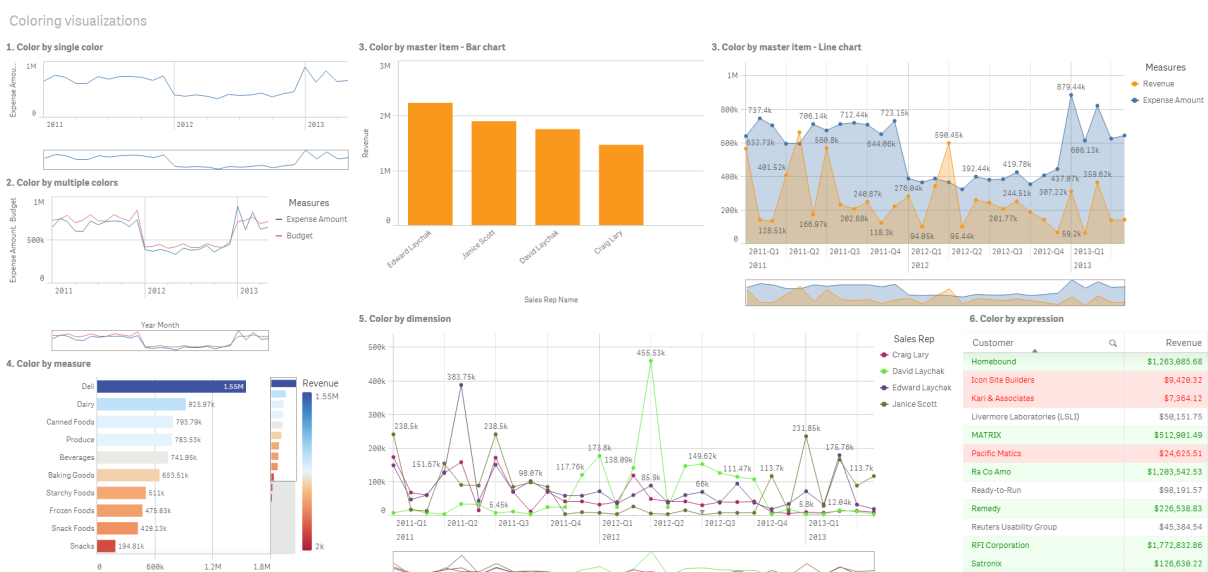 Coloring visualizations
1. Color by single color
Expense Amou...
1M
0
2011
2012
2013
2. Color by multiple colors
Expense Amount, Budget
1M
500k
0
2011
2012
2013
Measures
Expense Amount
Budget
Year Month
4. Color by measure
Deli
1.55M
Dairy
925.97k
Canned Foods
793.79k
Produce
783.53k
Beverages
741.95k
Baking Goods
653.51k
Starchy Foods
511k
Frozen Foods
475.63k
Snack Foods
429.13k
Snacks
194.81k
0
600k
1.2M
1.8M
Revenue
1.55M
2k
3. Color by master item - Bar chart
Revenue
3M
2M
1M
0
Edward Laychak
Janice Scott
David Laychak
Craig Lary
Sales Rep Name
3. Color by master item - Line chart
1M
800k
600k
400k
200k
0
737.4k
632.73k
401.52k
128.51k
706.14k
568.8k
166.97k
712.44k
202.68k
240.87k
644.06k
723.15k
118.3k
276.04k
94.05k
590.45k
95.44k
392.44k
201.77k
419.78k
244.51k
307.22k
437.07k
59.2k
879.44k
606.13k
359.62k
2011-Q1
2011-Q2
2011-Q3
2011-Q4
2012-Q1
2012-Q2
2012-Q3
2012-Q4
2013-Q1
2011
2012
2013
Measures
Revenue
Expense Amount
5. Color by dimension
500k
400k
300k
200k
100k
0
238.5k
151.67k
383.75k
238.5k
5.45k
98.07k
117.76k
173.8k
138.09k
455.53k
85.9k
149.62k
66k
111.47k
113.7k
231.85k
5.8k
175.76k
12.04k
113.7k
2011-Q1
2011-Q2
2011-Q3
2011-Q4
2012-Q1
2012-Q2
2012-Q3
2012-Q4
2013-Q1
2011
2012
2013
Sales Rep
Craig Lary
David Laychak
Edward Laychak
Janice Scott
6. Color by expression
Customer Revenue
Homebound $1,263,085.68
Icon Site Builders $9,420.32
Kari & Associates $7,364.12
Livermore Laboratories (LSLI) $50,151.75
MATRIX $512,901.49
Pacific Matics $24,625.51
Ra Co Amo $1,203,542.53
Ready-to-Run $98,191.57
Remedy $226,538.83
Reuters Usability Group $45,384.54
RFI Corporation $1,772,832.86
Satronix $126,630.22